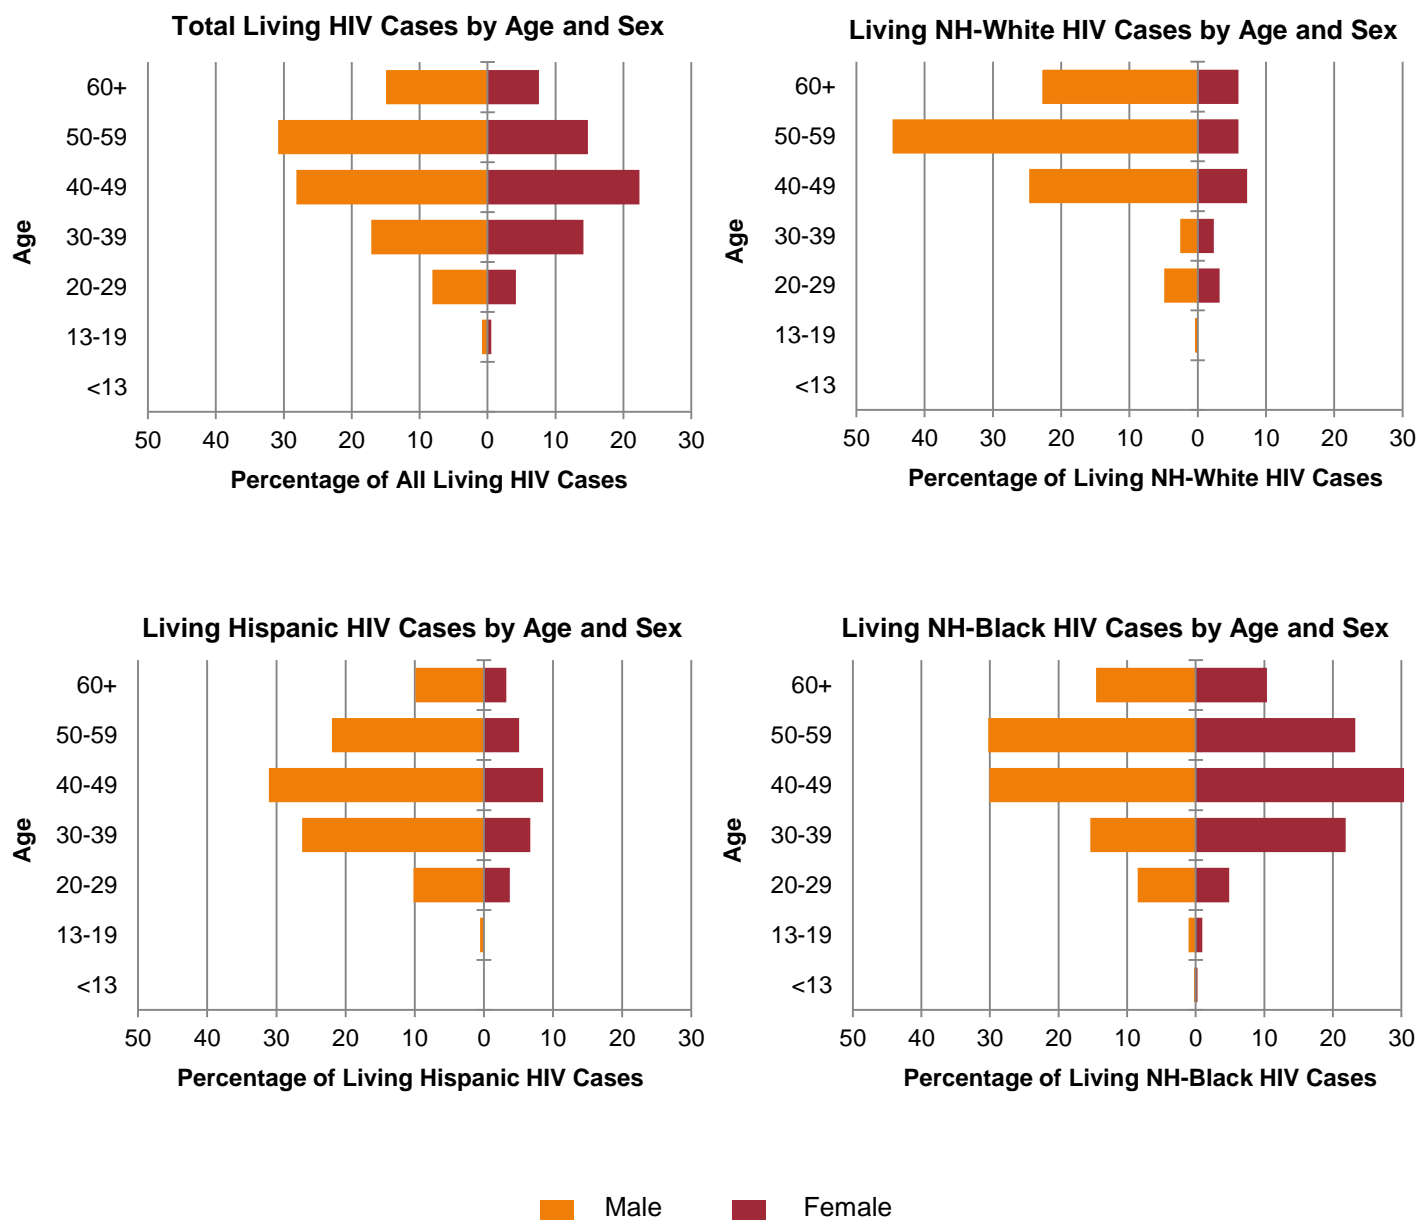 Total Living HIV Cases by Age and Sex
60+
50-59
40-49
30-39
20-29
13-19
<13
Age
50 40 30 20 10 0 10 20 30
Percentage of All Living HIV Cases
Living NH-White HIV Cases by Age and Sex
60+
50-59
40-49
30-39
20-29
13-19
<13
Age
50 40 30 20 10 0 10 20 30
Percentage of Living NH-White HIV Cases
Living Hispanic HIV Cases by Age and Sex
60+
50-59
40-49
30-39
20-29
13-19
<13
Age
50 40 30 20 10 0 10 20 30
Percentage of Living Hispanic HIV Cases
Living NH-Black HIV Cases by Age and Sex
60+
50-59
40-49
30-39
20-29
13-19
<13
Age
50 40 30 20 10 0 10 20 30
Percentage of Living NH-Black HIV Cases
Male Female